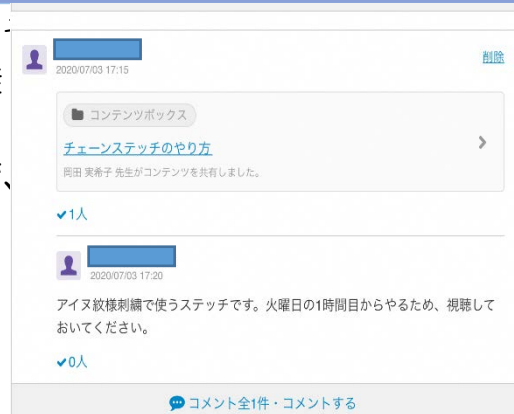 削除
2020/07/03 17:15
コンテンツボックス
チェーンステッチのやり方
岡田 実希子 先生がコンテンツを共有しました。
1人
2020/07/03 17:20
アイヌ紋様刺繍で使うステッチです。火曜日の1時間目からやるため、視聴して
おいてください。
0人
コメント全1件・コメントする